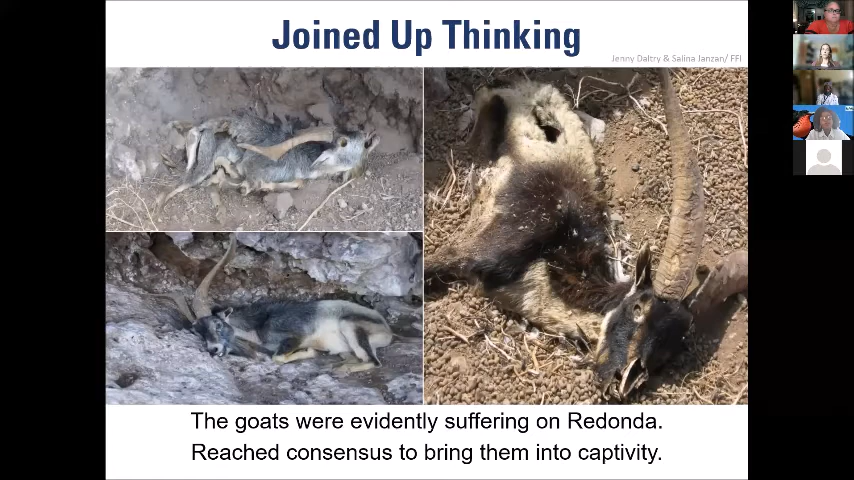 Joined Up Thinking
Jenny Daltry & Salina Janzan/ FFI
The goats were evidently suffering on Redonda.
Reached consensus to bring them into captivity.